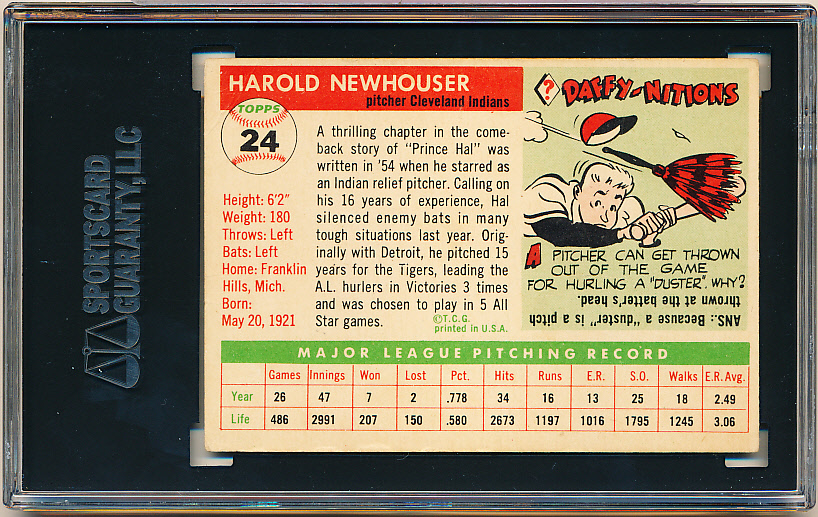 SPORTSCARD
GUARANTY, LLC
HAROLD NEWHOUSER
pitcher Cleveland Indians
TOPPS
24
Height: 6'2"
Weight: 180
Throws: Left
Bats: Left
Home: Franklin
Hills, Mich.
Born:
May 20, 1921
A thrilling chapter in the come-
back story of "Prince Hal" was
written in '54 when he starred as
an Indian relief pitcher. Calling on
his 16 years of experience, Hal
silenced enemy bats in many
tough situations last year. Orig-
inally with Detroit, he pitched 15
years for the Tigers, leading the
A.L. hurlers in Victories 3 times
and was chosen to play in 5 All
Star games.
©T.C.G.
printed in U.S.A.
? DAFFY-NITIONS
A PITCHER CAN GET THROWN
OUT OF THE GAME
FOR HURLING A "DUSTER". WHY?
ANS.: Because a "duster" is a pitch
thrown at the batter's head.
MAJOR LEAGUE PITCHING RECORD
Games Innings Won Lost Pct. Hits Runs E.R. S.O. Walks E.R. Avg.
Year 26 47 7 2 .778 34 16 13 25 18 2.49
Life 486 2991 207 150 .580 2673 1197 1016 1795 1245 3.06